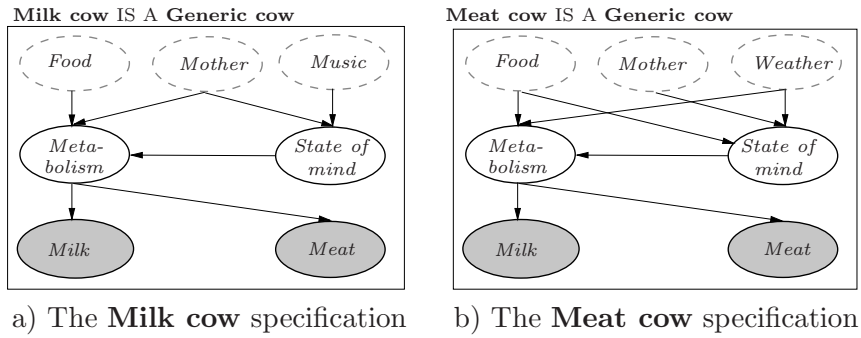 Milk cow IS A Generic cow
Food Mother Music
Meta-
bolism
State of
mind
Milk Meat
a) The Milk cow specification
Meat cow IS A Generic cow
Food Mother Weather
Meta-
bolism
State of
mind
Milk Meat
b) The Meat cow specification